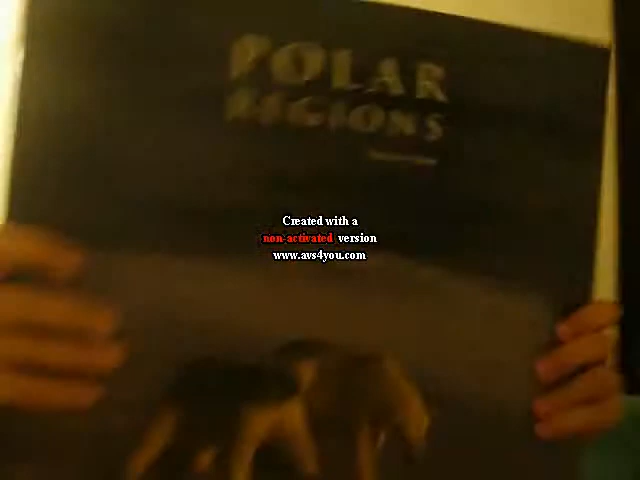 POLAR
REGIONS
Created with a
non-activated version
www.avs4you.com